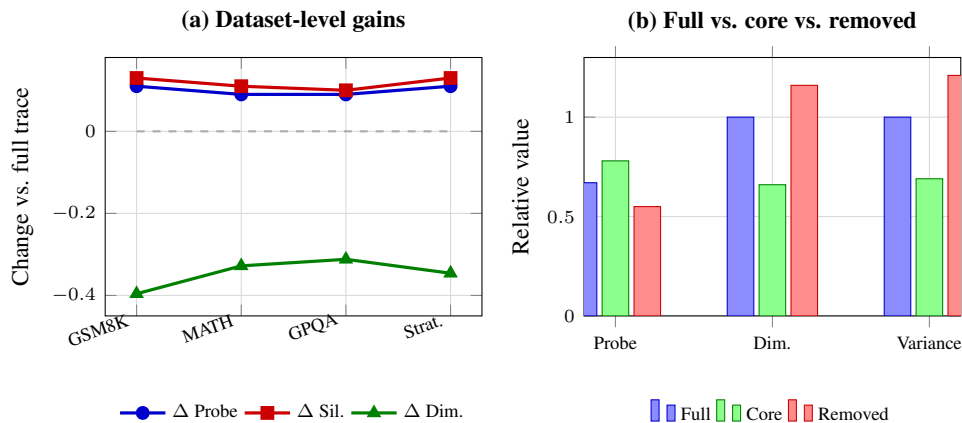 (a) Dataset-level gains
Change vs. full trace
0
−0.2
−0.4
GSM8K
MATH
GPQA
Strat.
Δ Probe
Δ Sil.
Δ Dim.
(b) Full vs. core vs. removed
Relative value
1
0.5
0
Probe
Dim.
Variance
Full
Core
Removed